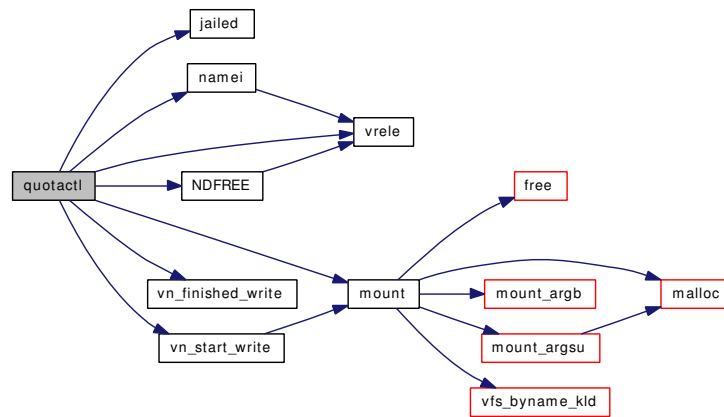 jailed
namei
vrele
quotactl
NDFREE
free
vn_finished_write
mount
mount_argb
malloc
vn_start_write
mount_argsu
vfs_byname_kld